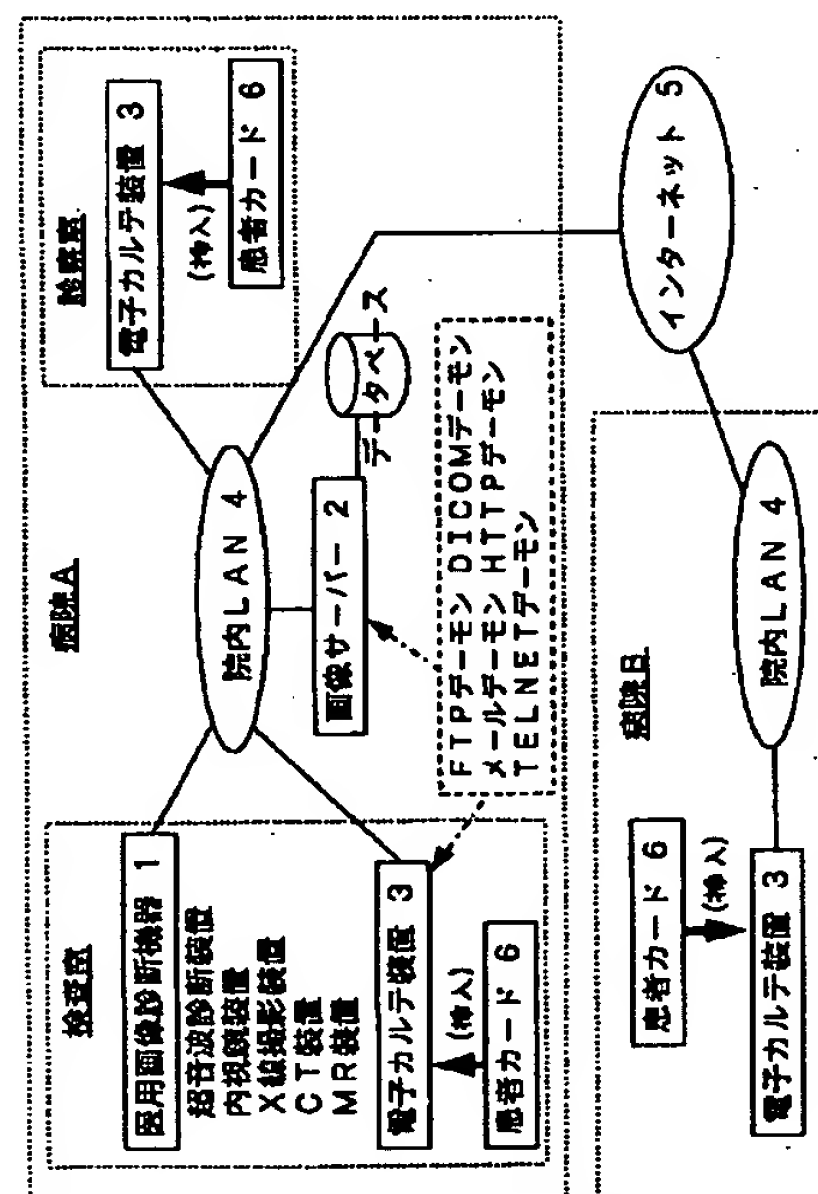 病院A
検査室
医用画像診断機器 1
超音波診断装置
内視鏡装置
X線撮影装置
CT装置
MR装置
電子カルテ装置 3
(挿入)
患者カード 6
院内LAN 4
画像サーバー 2
データベース
FTPデーモン DICOMデーモン
メールデーモン HTTPデーモン
TELNETデーモン
診察室
電子カルテ装置 3
(挿入)
患者カード 6
インターネット 5
病院B
患者カード 6
(挿入)
電子カルテ装置 3
院内LAN 4